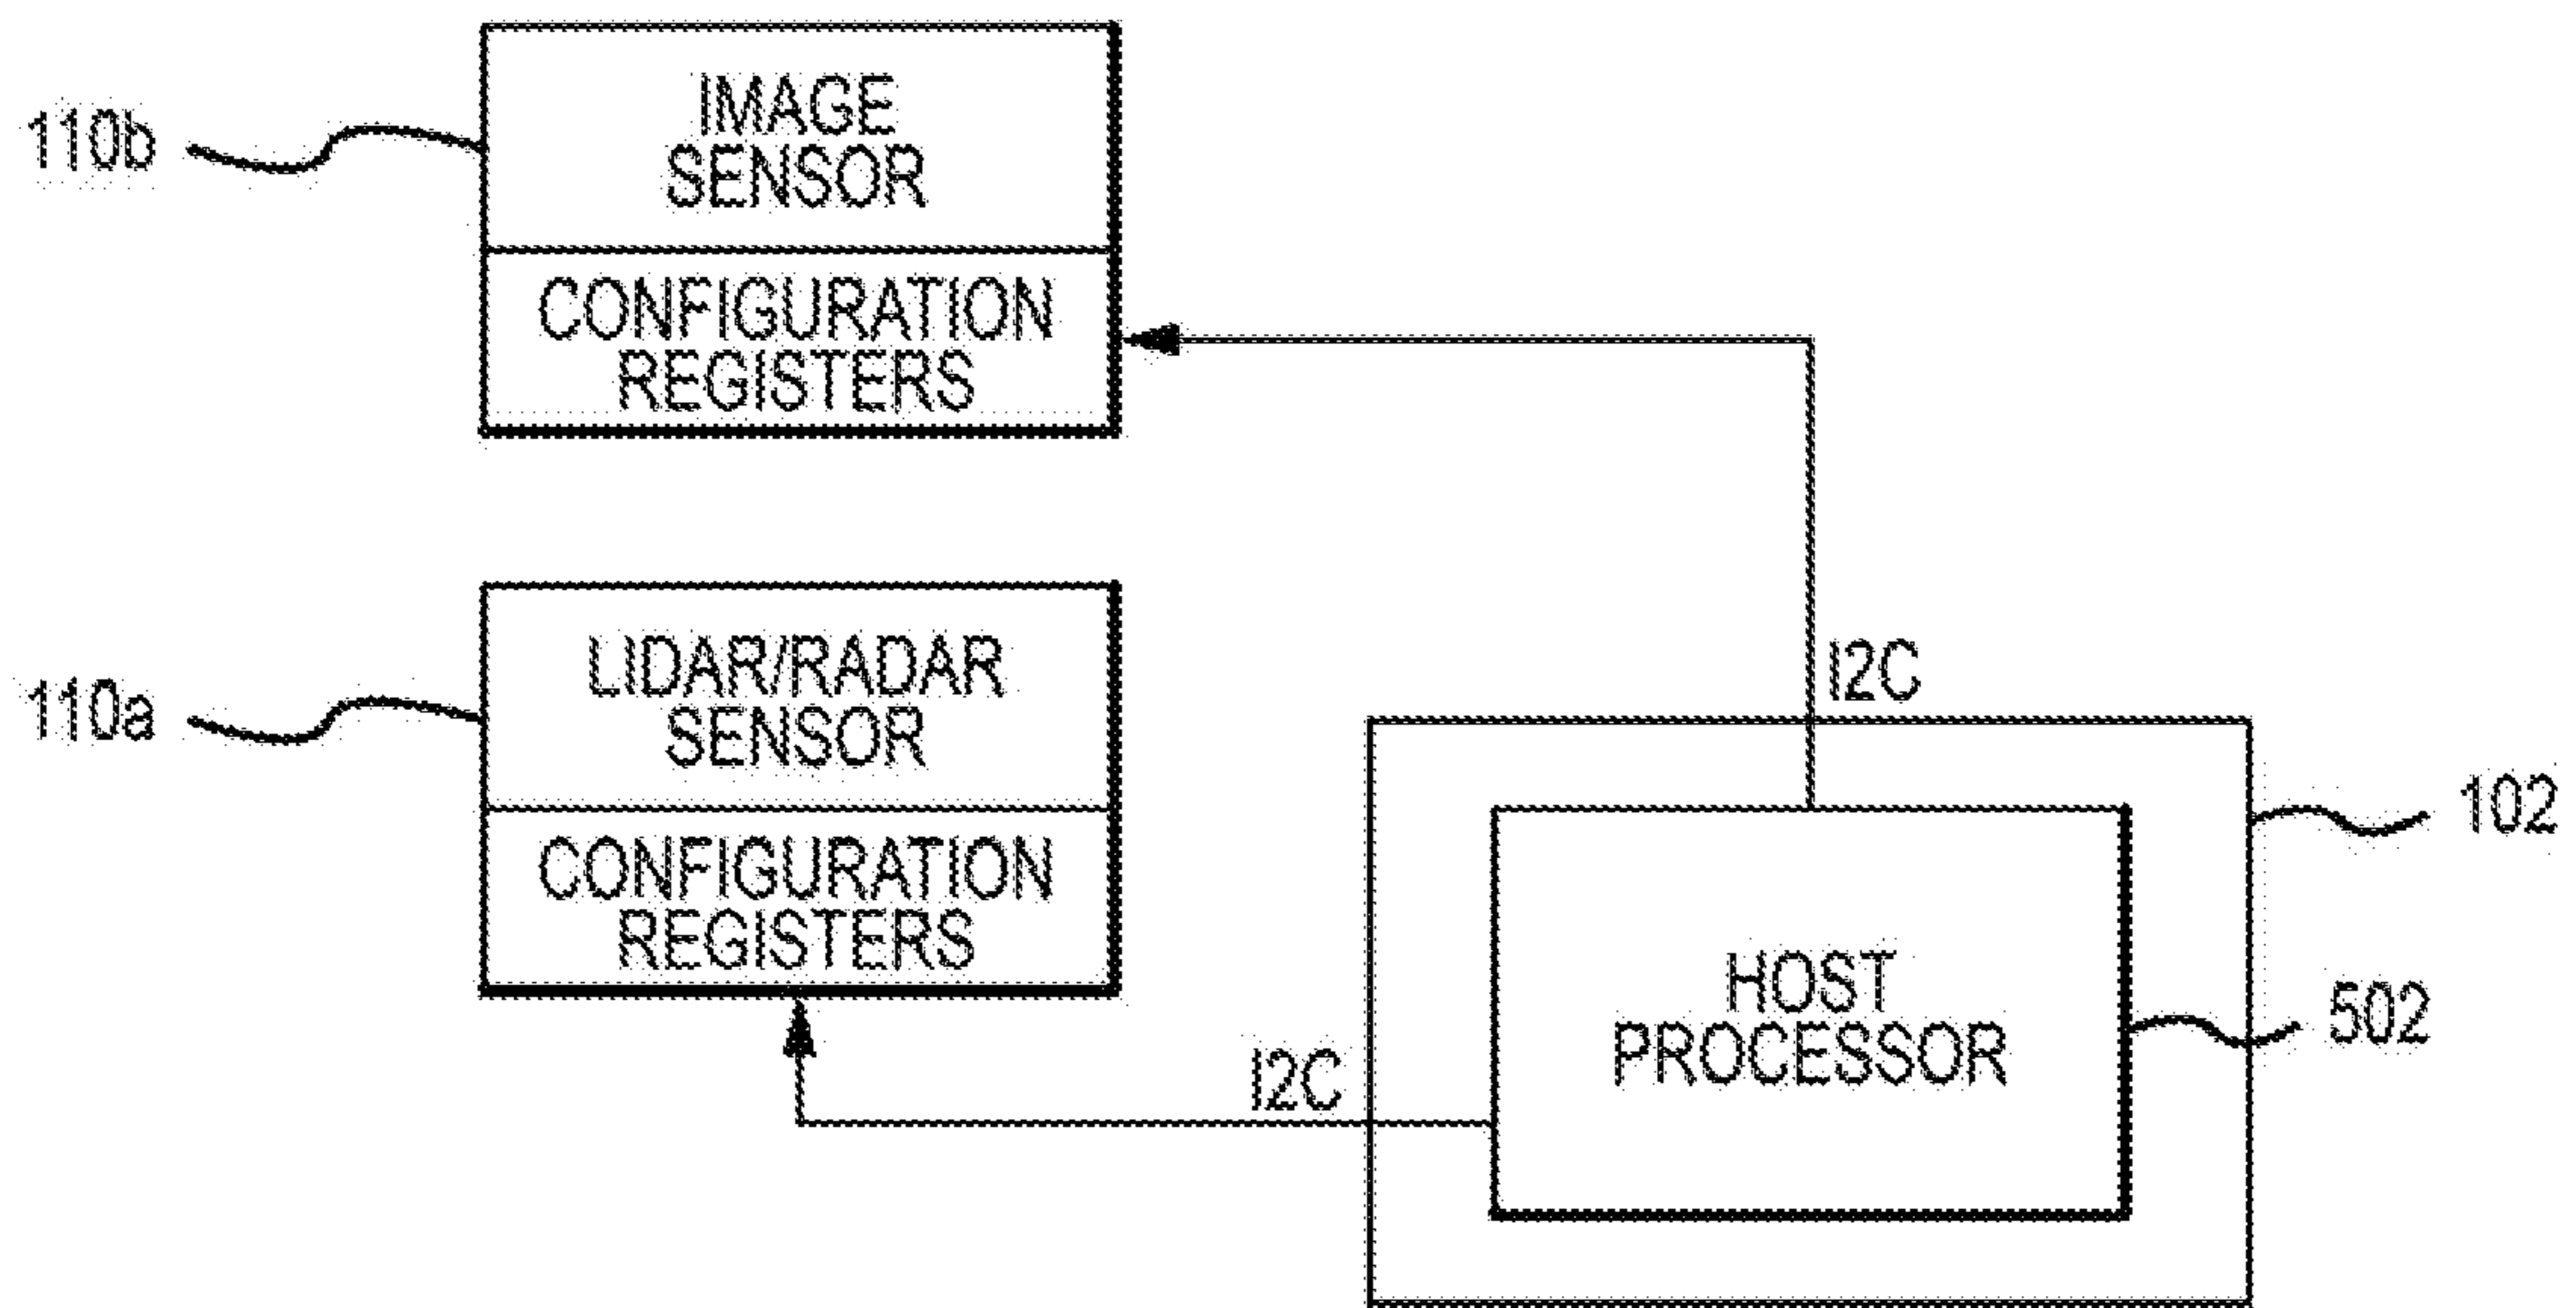 110b
IMAGE
SENSOR
CONFIGURATION
REGISTERS
110a
LIDAR/RADAR
SENSOR
CONFIGURATION
REGISTERS
I2C
I2C
102
HOST
PROCESSOR
502